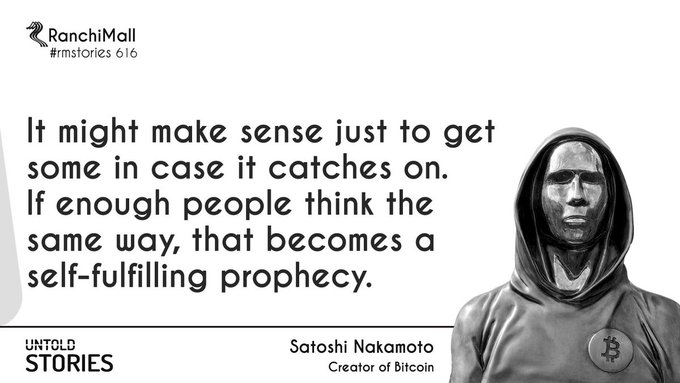 RanchiMall
#rmstories 616
It might make sense just to get
some in case it catches on.
If enough people think the
same way, that becomes a
self-fulfilling prophecy.
UNTOLD
STORIES
Satoshi Nakamoto
Creator of Bitcoin